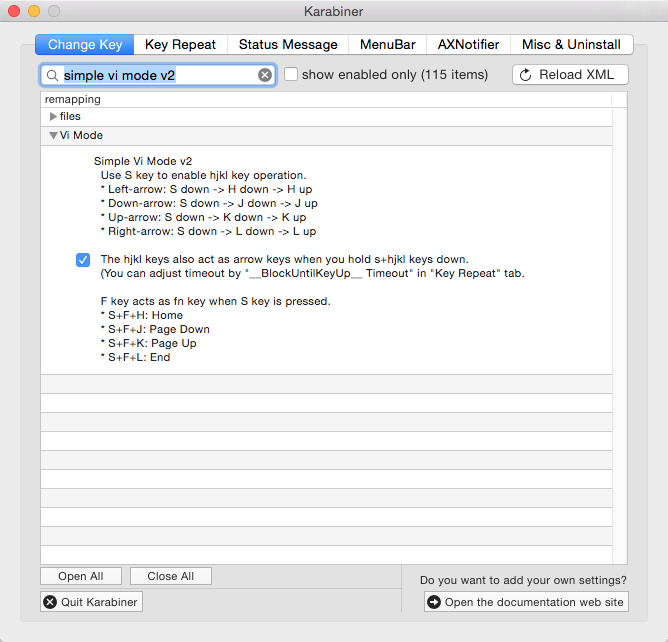 Karabiner
Change Key Key Repeat Status Message MenuBar AXNotifier Misc & Uninstall
simple vi mode v2 show enabled only (115 items) Reload XML
remapping
files
Vi Mode
Simple Vi Mode v2
Use S key to enable hjkl key operation.
* Left-arrow: S down -> H down -> H up
* Down-arrow: S down -> J down -> J up
* Up-arrow: S down -> K down -> K up
* Right-arrow: S down -> L down -> L up
The hjkl keys also act as arrow keys when you hold s+hjkl keys down.
(You can adjust timeout by "__BlockUntilKeyUp__ Timeout" in "Key Repeat" tab.
F key acts as fn key when S key is pressed.
* S+F+H: Home
* S+F+J: Page Down
* S+F+K: Page Up
* S+F+L: End
Open All Close All
Do you want to add your own settings?
Quit Karabiner Open the documentation web site